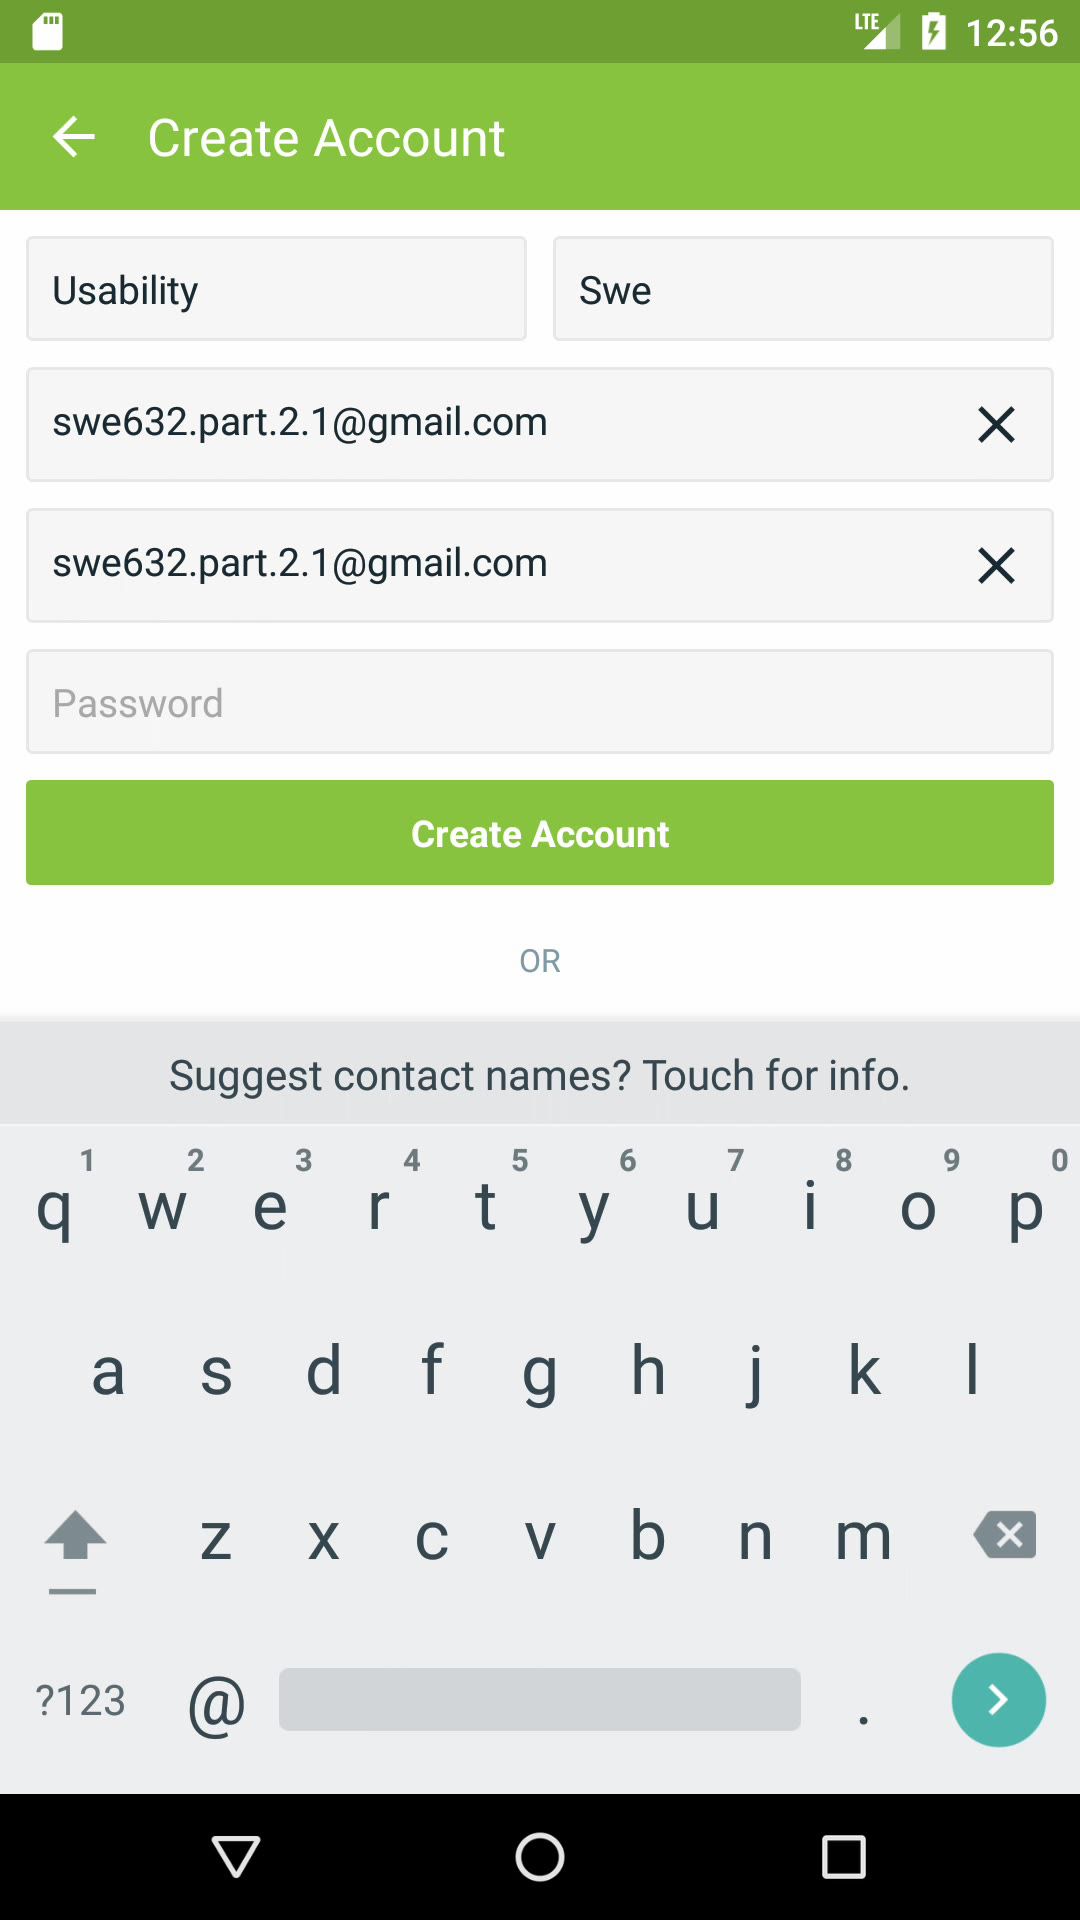 LTE 12:56
Create Account
Usability Swe
swe632.part.2.1@gmail.com
swe632.part.2.1@gmail.com
Password
Create Account
OR
Suggest contact names? Touch for info.
1 2 3 4 5 6 7 8 9 0
q w e r t y u i o p
a s d f g h j k l
z x c v b n m
?123 @ .